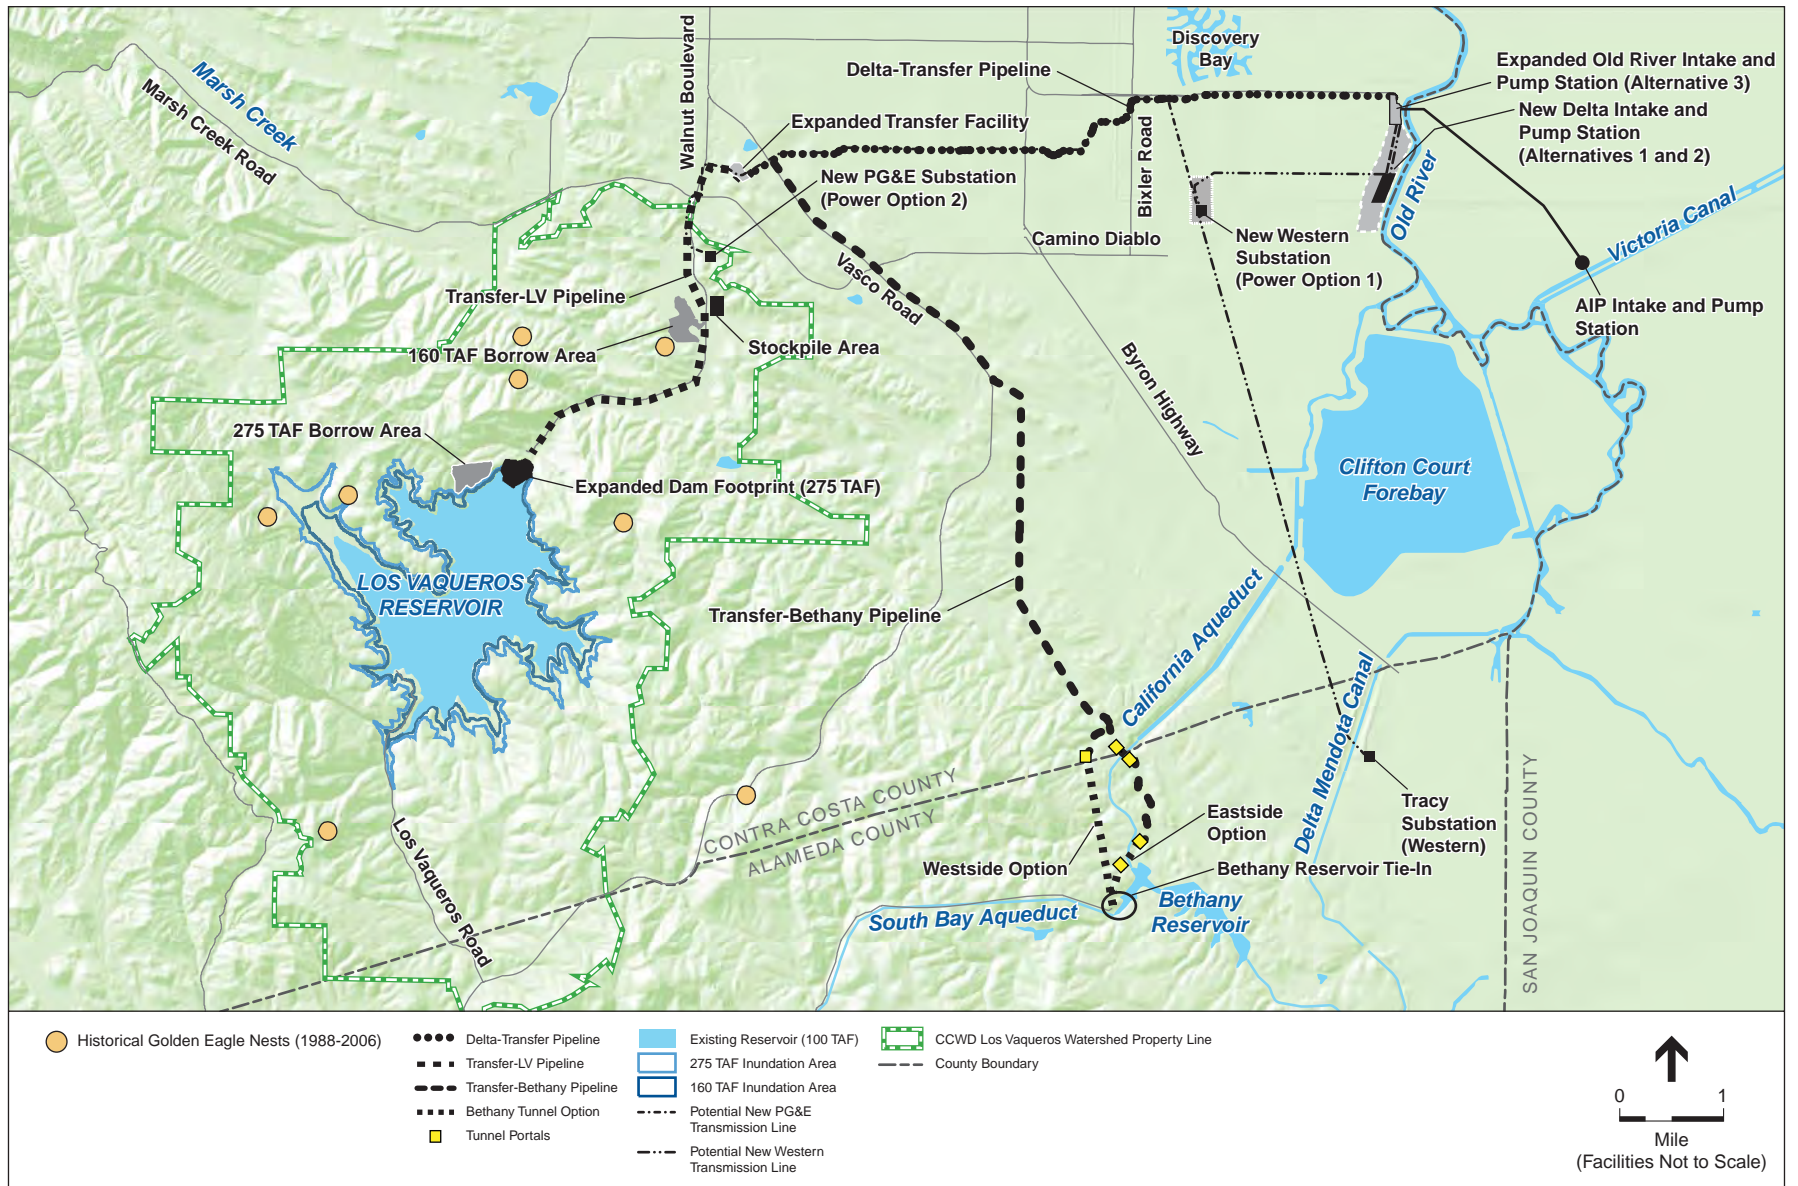 Discovery
Bay
Expanded Old River Intake and
Pump Station (Alternative 3)
Delta-Transfer Pipeline
Marsh Creek
Marsh Creek Road
Walnut Boulevard
New Delta Intake and
Pump Station
(Alternatives 1 and 2)
Expanded Transfer Facility
Bixler Road
Old River
New PG&E Substation
(Power Option 2)
Victoria Canal
Camino Diablo
New Western
Substation
(Power Option 1)
Vasco Road
Transfer-LV Pipeline
AIP Intake and Pump
Station
160 TAF Borrow Area
Stockpile Area
Byron Highway
275 TAF Borrow Area
Clifton Court
Forebay
Expanded Dam Footprint (275 TAF)
LOS VAQUEROS
RESERVOIR
Transfer-Bethany Pipeline
California Aqueduct
Delta Mendota Canal
CONTRA COSTA COUNTY
ALAMEDA COUNTY
SAN JOAQUIN COUNTY
Tracy
Substation
(Western)
Eastside
Option
Los Vaqueros Road
Westside Option
Bethany Reservoir Tie-In
South Bay Aqueduct
Bethany
Reservoir
Historical Golden Eagle Nests (1988-2006)
Delta-Transfer Pipeline
Transfer-LV Pipeline
Transfer-Bethany Pipeline
Bethany Tunnel Option
Tunnel Portals
Existing Reservoir (100 TAF)
275 TAF Inundation Area
160 TAF Inundation Area
Potential New PG&E
Transmission Line
Potential New Western
Transmission Line
CCWD Los Vaqueros Watershed Property Line
County Boundary
0 1
Mile
(Facilities Not to Scale)